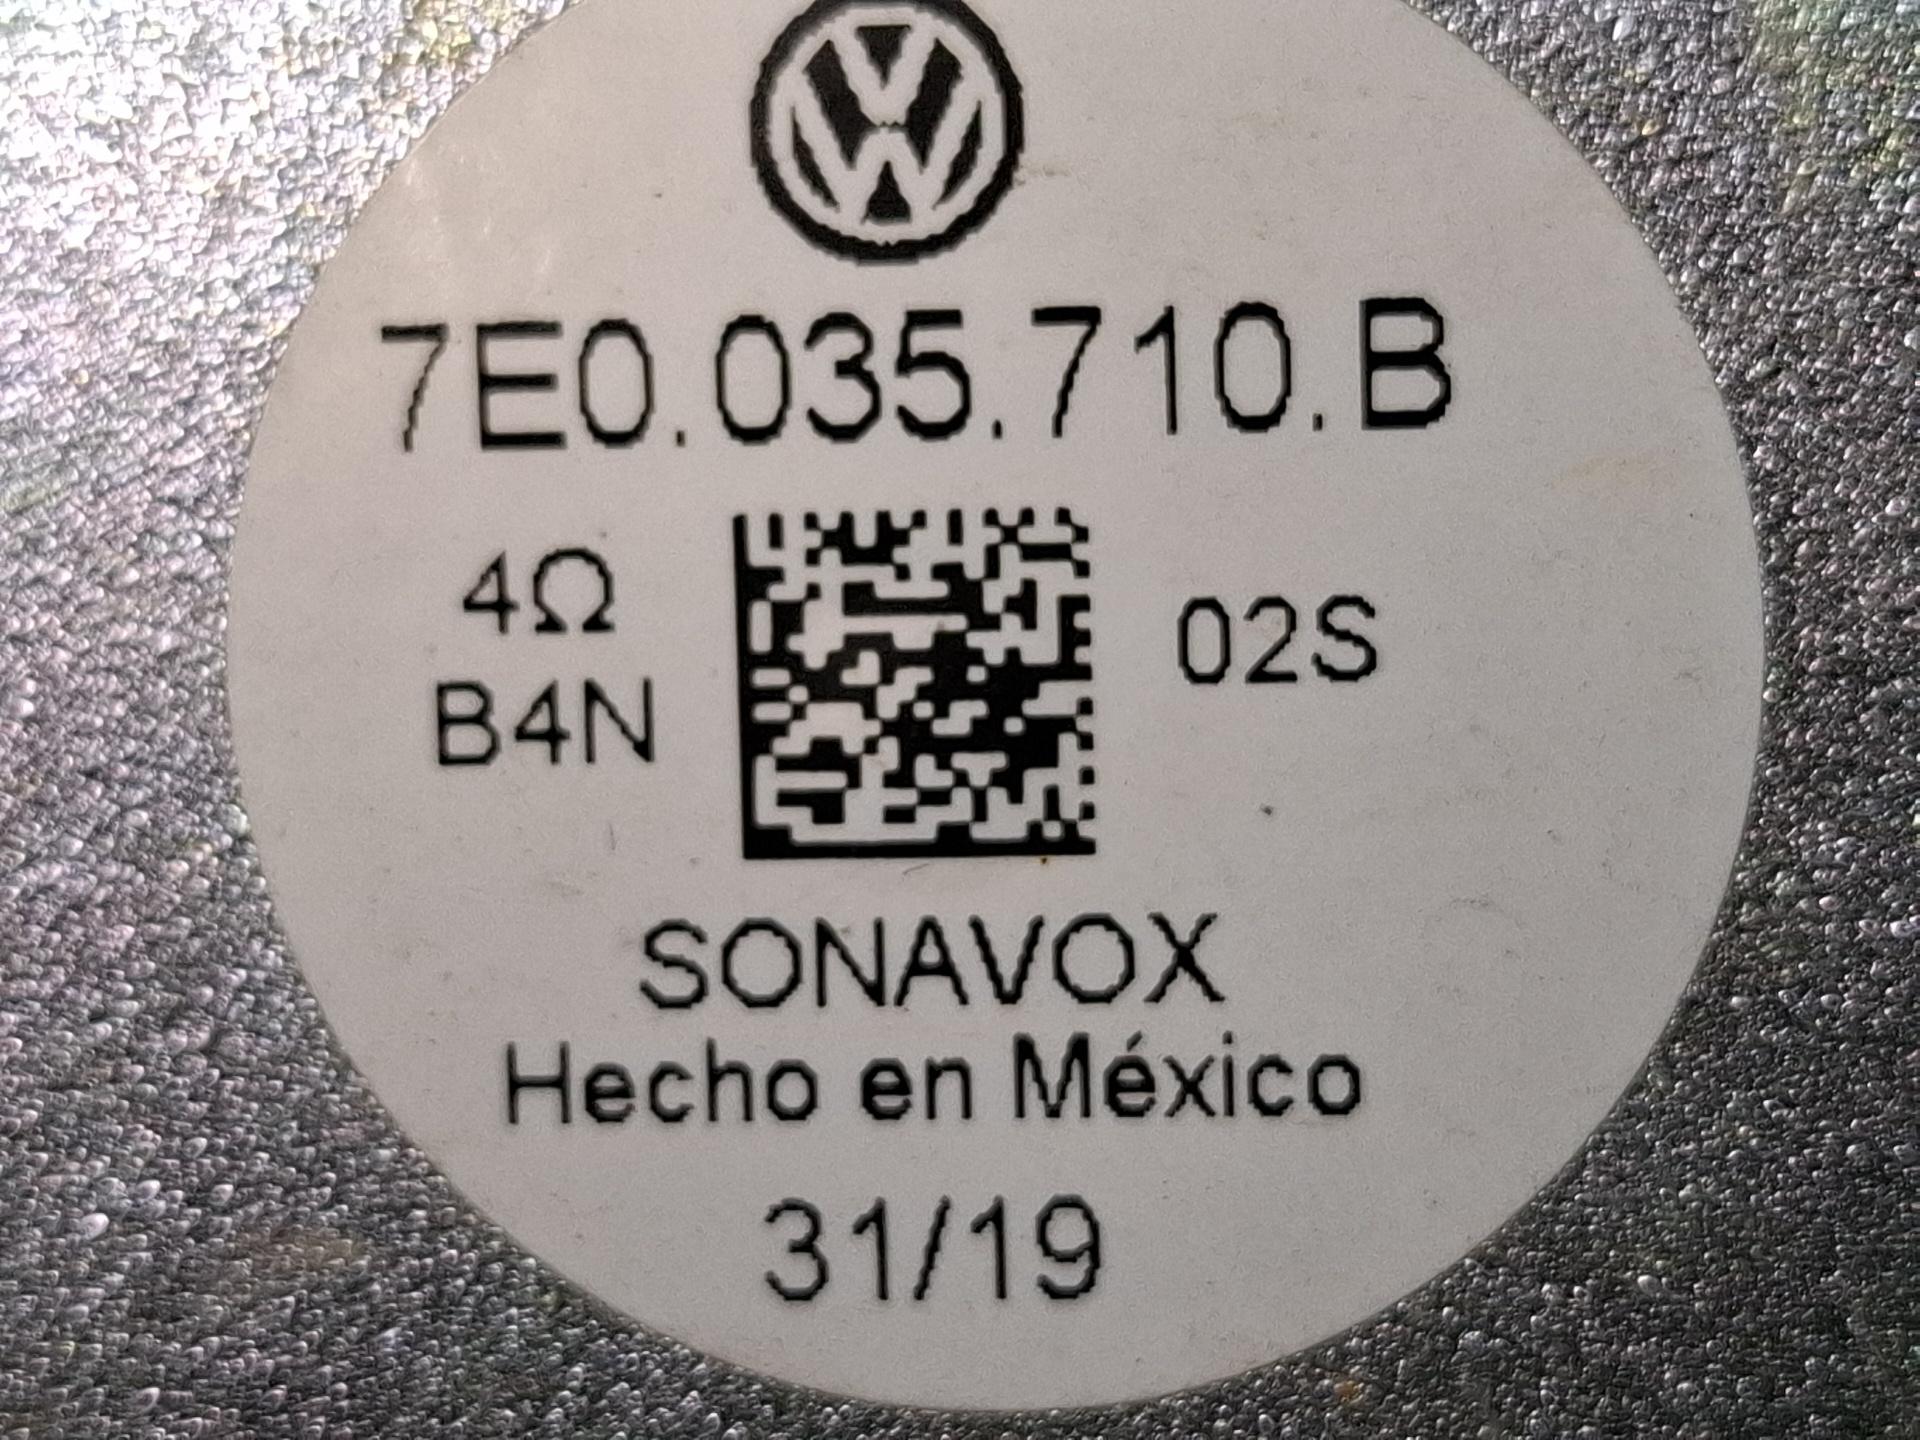 7E0.035.710.B
4Ω
B4N
02S
SONAVOX
Hecho en México
31/19